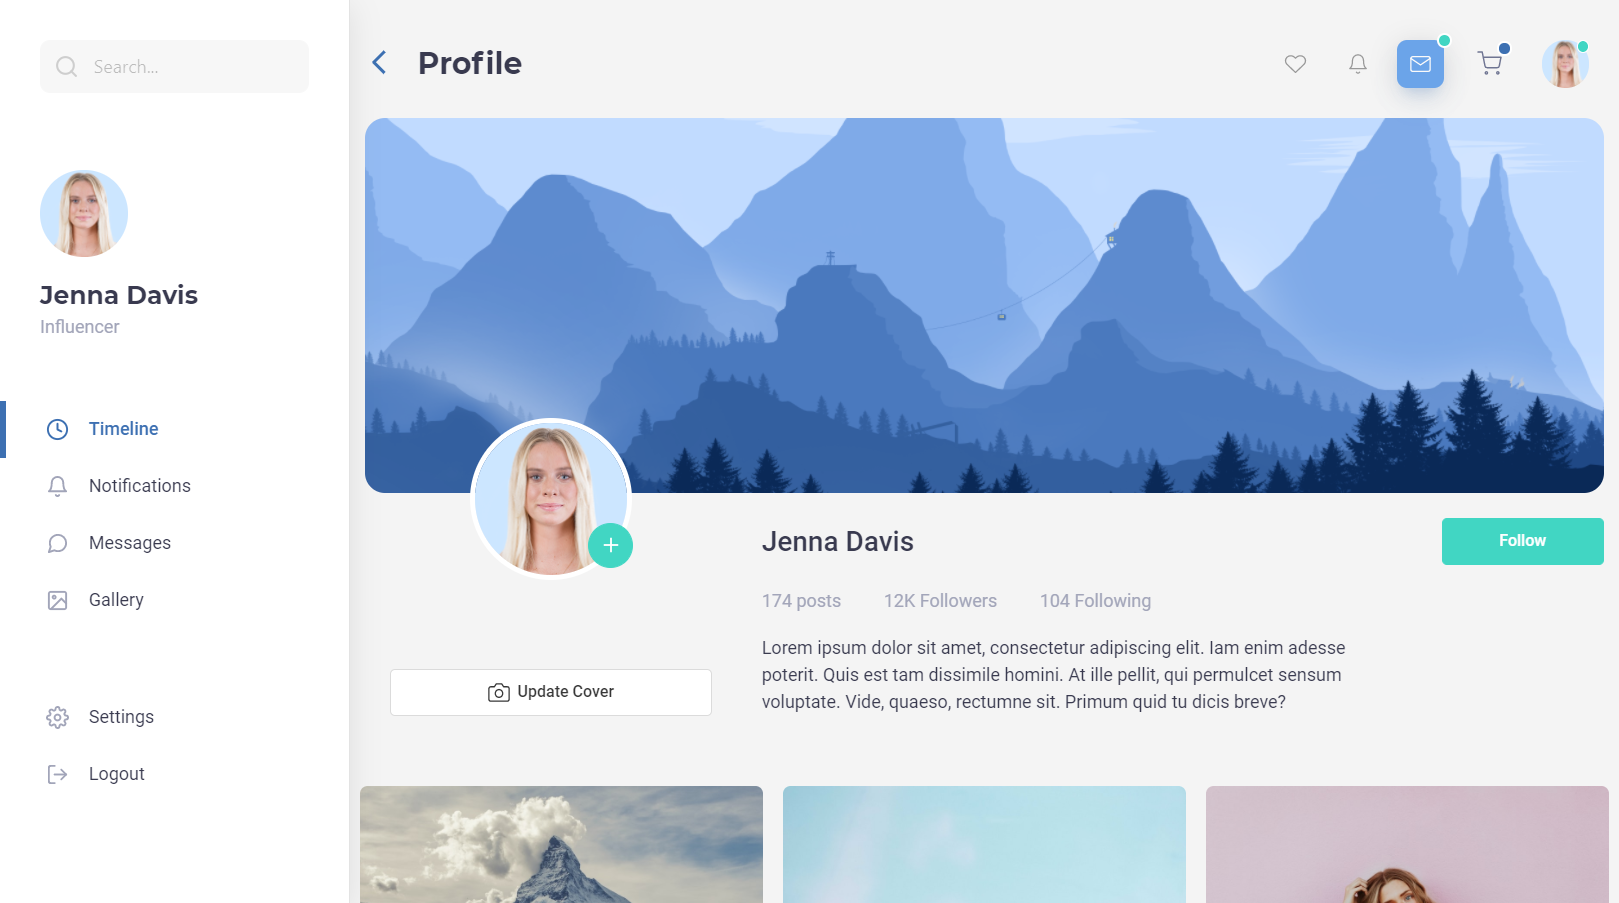 Search...
Jenna Davis
Influencer
Timeline
Notifications
Messages
Gallery
Settings
Logout
Profile
Jenna Davis
Follow
174 posts
12K Followers
104 Following
Lorem ipsum dolor sit amet, consectetur adipiscing elit. Iam enim adesse
poterit. Quis est tam dissimile homini. At ille pellit, qui permulcet sensum
voluptate. Vide, quaeso, rectumne sit. Primum quid tu dicis breve?
Update Cover